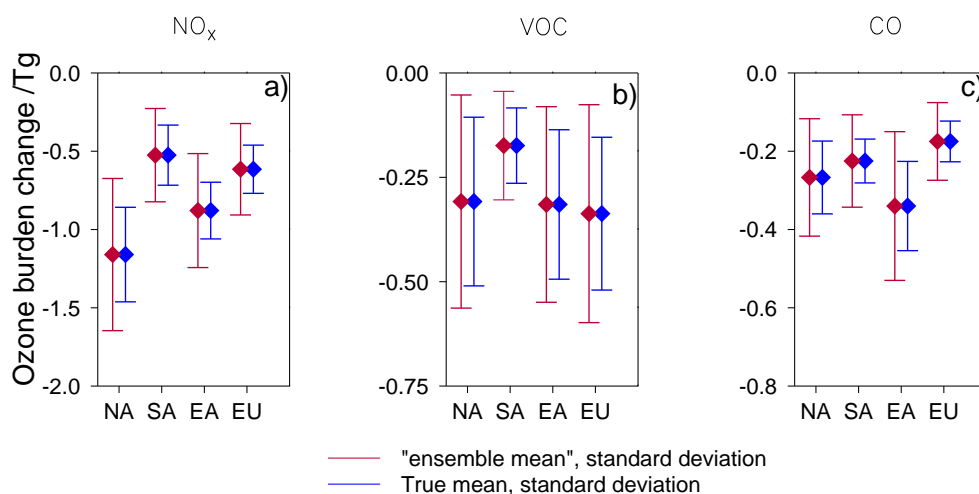 NOx VOC CO
Ozone burden change /Tg
a)
0.0
-0.5
-1.0
-1.5
-2.0
NA SA EA EU
b)
0.00
-0.25
-0.50
-0.75
NA SA EA EU
c)
0.0
-0.2
-0.4
-0.6
-0.8
NA SA EA EU
"ensemble mean", standard deviation
True mean, standard deviation